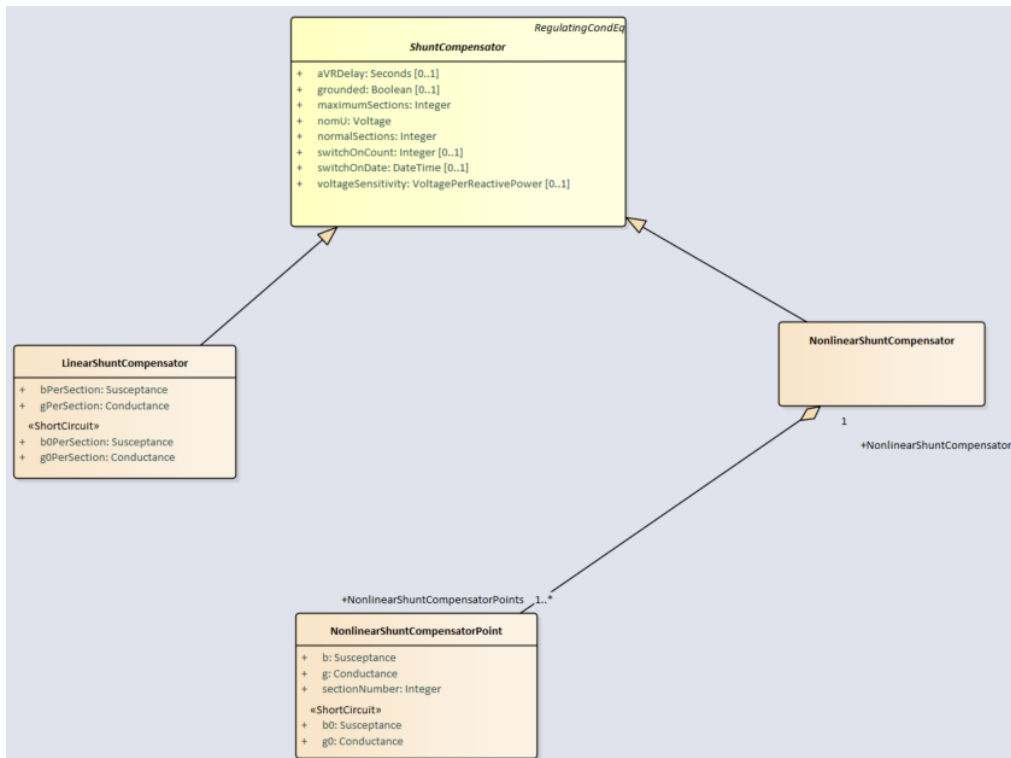 RegulatingCondEq
ShuntCompensator
+ aVRDelay: Seconds [0..1]
+ grounded: Boolean [0..1]
+ maximumSections: Integer
+ nomU: Voltage
+ normalSections: Integer
+ switchOnCount: Integer [0..1]
+ switchOnDate: DateTime [0..1]
+ voltageSensitivity: VoltagePerReactivePower [0..1]
LinearShuntCompensator
+ bPerSection: Susceptance
+ gPerSection: Conductance
«ShortCircuit»
+ b0PerSection: Susceptance
+ g0PerSection: Conductance
NonlinearShuntCompensator
1
+NonlinearShuntCompensator
+NonlinearShuntCompensatorPoints 1..*
NonlinearShuntCompensatorPoint
+ b: Susceptance
+ g: Conductance
+ sectionNumber: Integer
«ShortCircuit»
+ b0: Susceptance
+ g0: Conductance